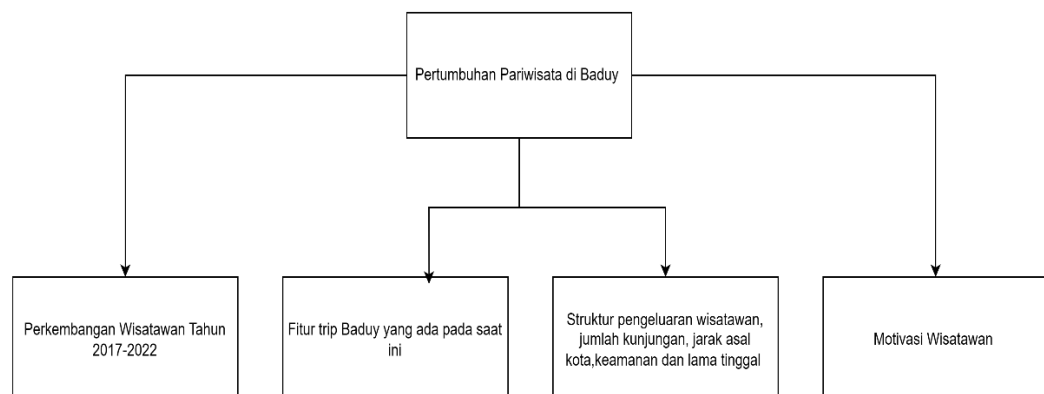 Pertumbuhan Pariwisata di Baduy
Perkembangan Wisatawan Tahun
2017-2022
Fitur trip Baduy yang ada pada saat
ini
Struktur pengeluaran wisatawan,
jumlah kunjungan, jarak asal
kota,keamanan dan lama tinggal
Motivasi Wisatawan